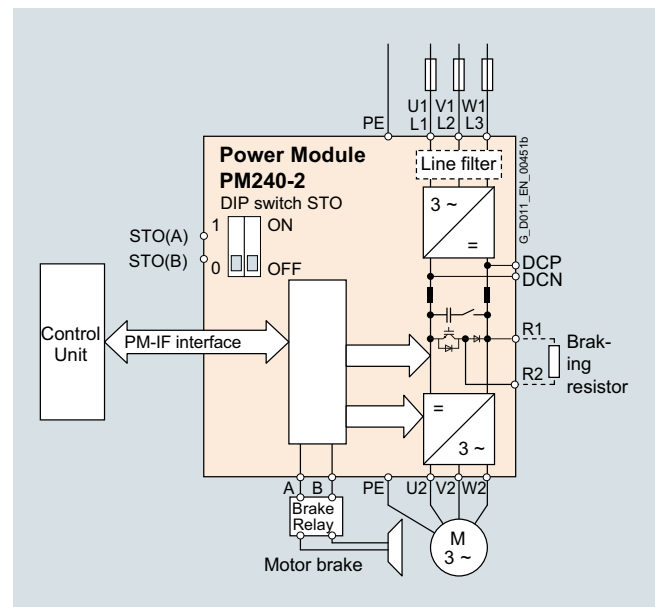 U1 V1 W1
PE L1 L2 L3
Power Module
PM240-2
DIP switch STO
Line filter
G_D011_EN_00451b
STO(A)
STO(B)
1
ON
0
OFF
3 ~
=
DCP
DCN
Control
Unit
PM-IF interface
R1
R2
Brak-
ing
resistor
=
3 ~
A B PE U2 V2 W2
Brake
Relay
Motor brake
M
3 ~